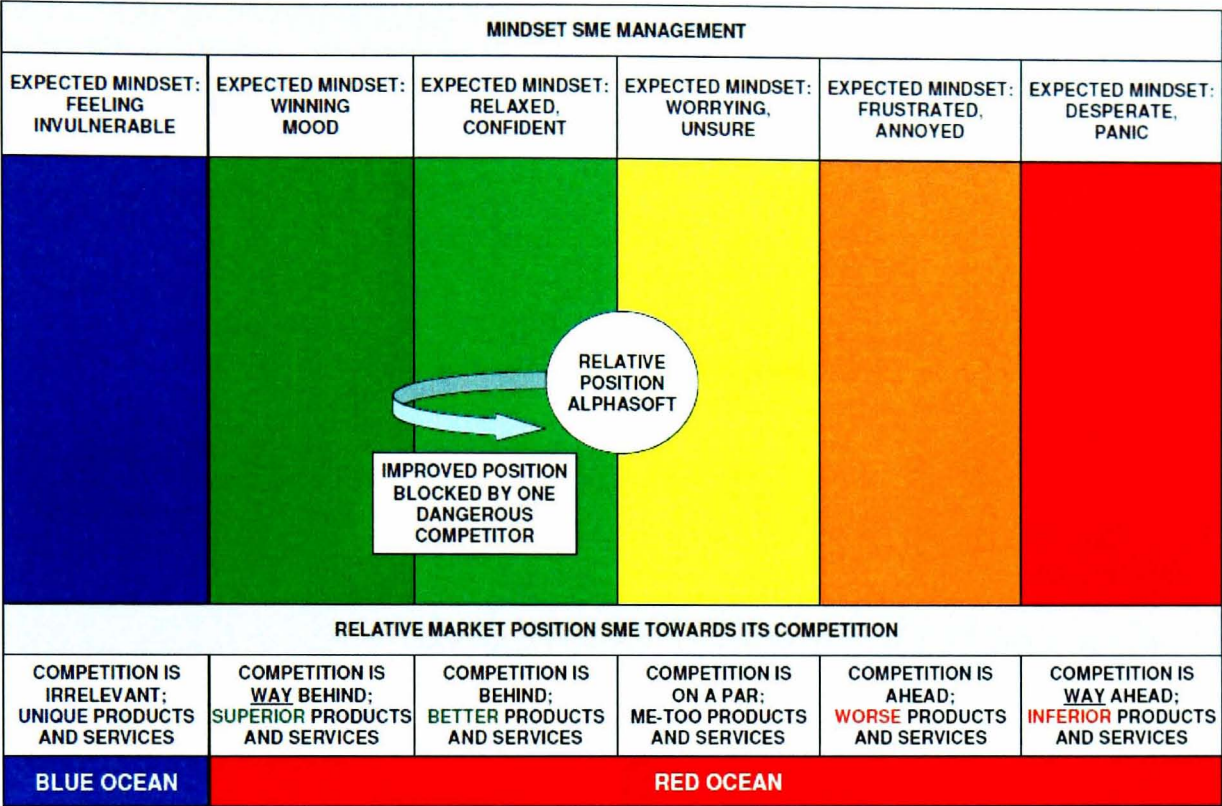 MINDSET SME MANAGEMENT
EXPECTED MINDSET:
FEELING
INVULNERABLE
EXPECTED MINDSET:
WINNING
MOOD
EXPECTED MINDSET:
RELAXED,
CONFIDENT
EXPECTED MINDSET:
WORRYING,
UNSURE
EXPECTED MINDSET:
FRUSTRATED,
ANNOYED
EXPECTED MINDSET:
DESPERATE,
PANIC
RELATIVE
POSITION
ALPHASOFT
IMPROVED POSITION
BLOCKED BY ONE
DANGEROUS
COMPETITOR
RELATIVE MARKET POSITION SME TOWARDS ITS COMPETITION
COMPETITION IS
IRRELEVANT;
UNIQUE PRODUCTS
AND SERVICES
COMPETITION IS
WAY BEHIND;
SUPERIOR PRODUCTS
AND SERVICES
COMPETITION IS
BEHIND;
BETTER PRODUCTS
AND SERVICES
COMPETITION IS
ON A PAR;
ME-TOO PRODUCTS
AND SERVICES
COMPETITION IS
AHEAD;
WORSE PRODUCTS
AND SERVICES
COMPETITION IS
WAY AHEAD;
INFERIOR PRODUCTS
AND SERVICES
BLUE OCEAN
RED OCEAN